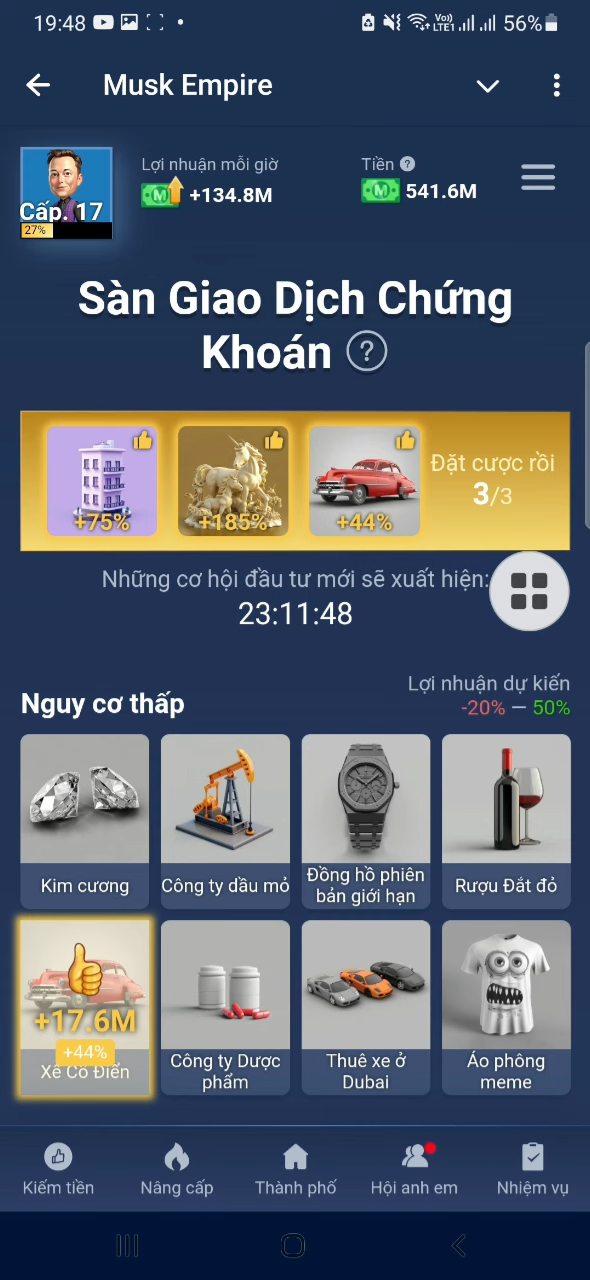 19:48
Voo)
LTE1
56%
Musk Empire
Cấp. 17
27%
Lợi nhuận mỗi giờ
+134.8M
Tiền ?
541.6M
Sàn Giao Dịch Chứng
Khoán ?
+75%
+185%
+44%
Đặt cược rồi
3/3
Những cơ hội đầu tư mới sẽ xuất hiện:
23:11:48
Nguy cơ thấp
Lợi nhuận dự kiến
-20% — 50%
Kim cương
Công ty dầu mỏ
Đồng hồ phiên
bản giới hạn
Rượu Đắt đỏ
+17.6M
+44%
Xe Cổ Điển
Công ty Dược
phẩm
Thuê xe ở
Dubai
Áo phông
meme
Kiếm tiền
Nâng cấp
Thành phố
Hội anh em
Nhiệm vụ